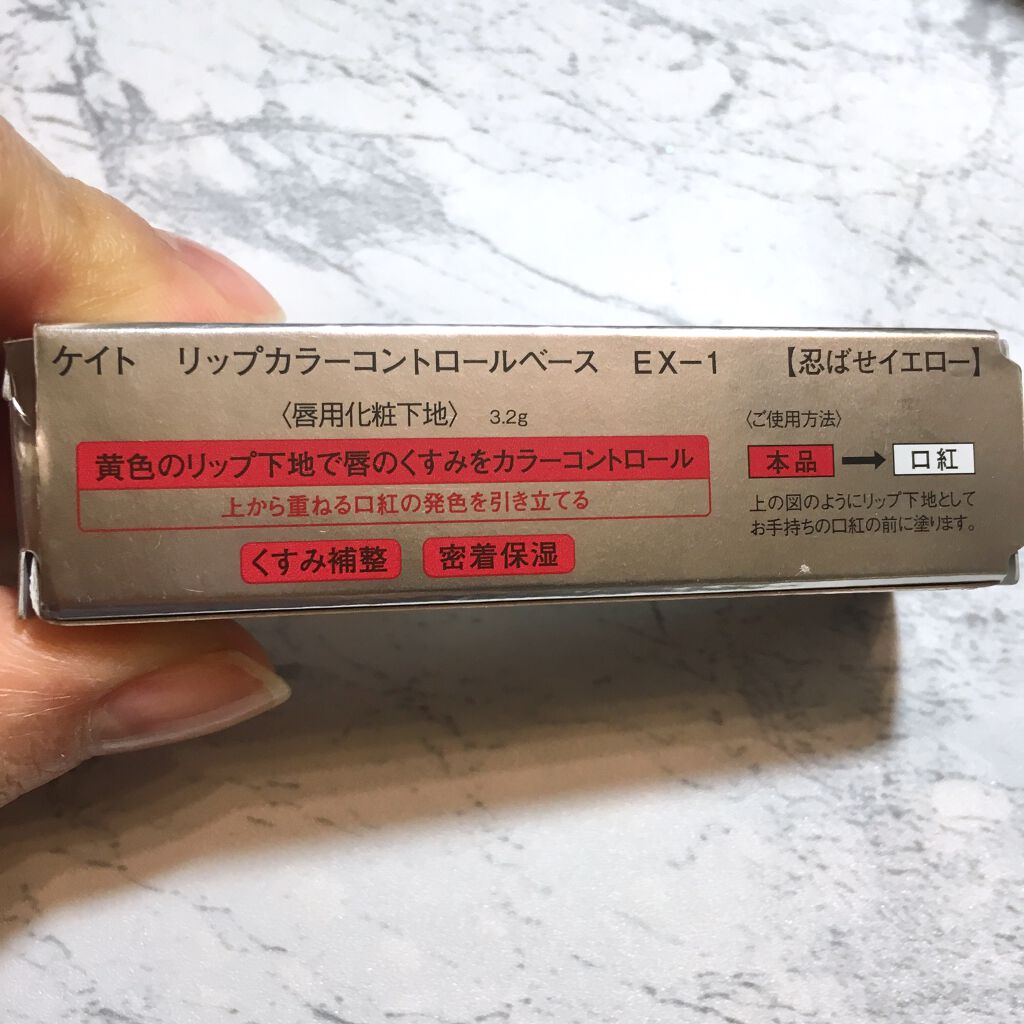 ケイト リップカラーコントロールベース EX-1 【忍ばせイエロー】
〈唇用化粧下地〉 3.2g
黄色のリップ下地で唇のくすみをカラーコントロール
上から重ねる口紅の発色を引き立てる
くすみ補整 密着保湿
〈ご使用方法〉
本品 → 口紅
上の図のようにリップ下地として
お手持ちの口紅の前に塗ります。